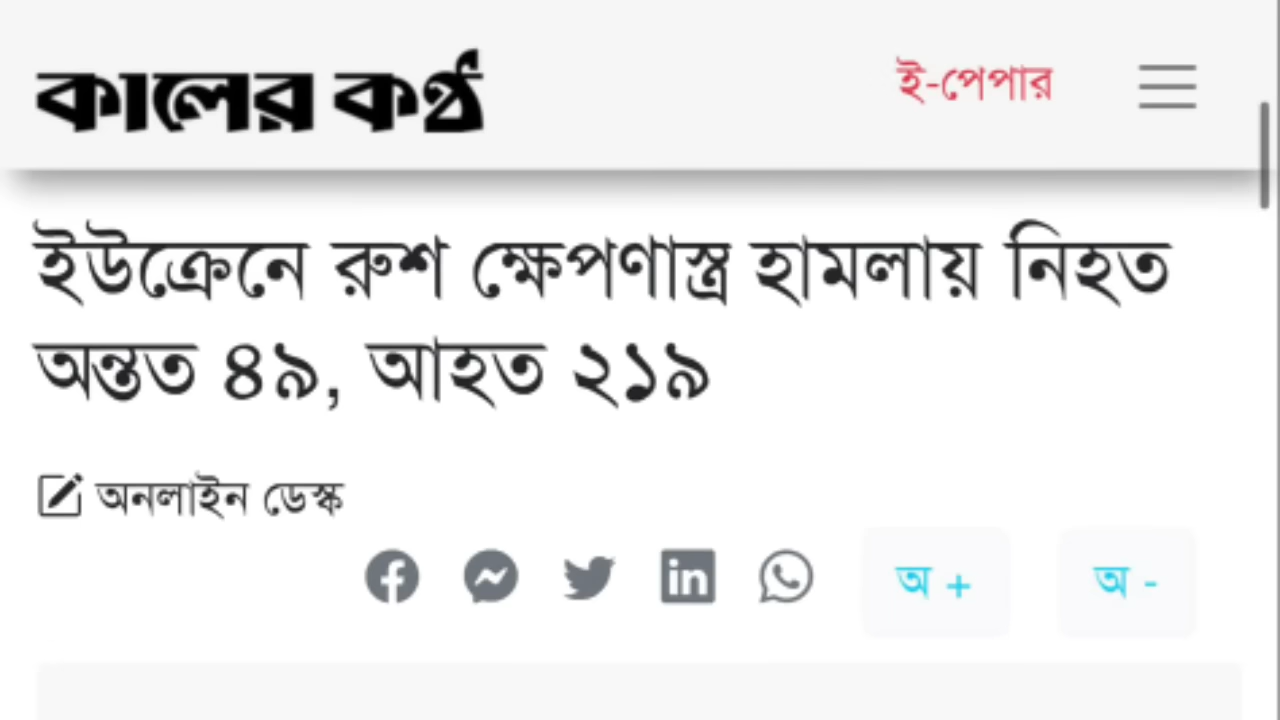 কালের কণ্ঠ
ই-পেপার
ইউক্রেনে রুশ ক্ষেপণাস্ত্র হামলায় নিহত
অন্তত ৪৯, আহত ২১৯
অনলাইন ডেস্ক
অ + অ -